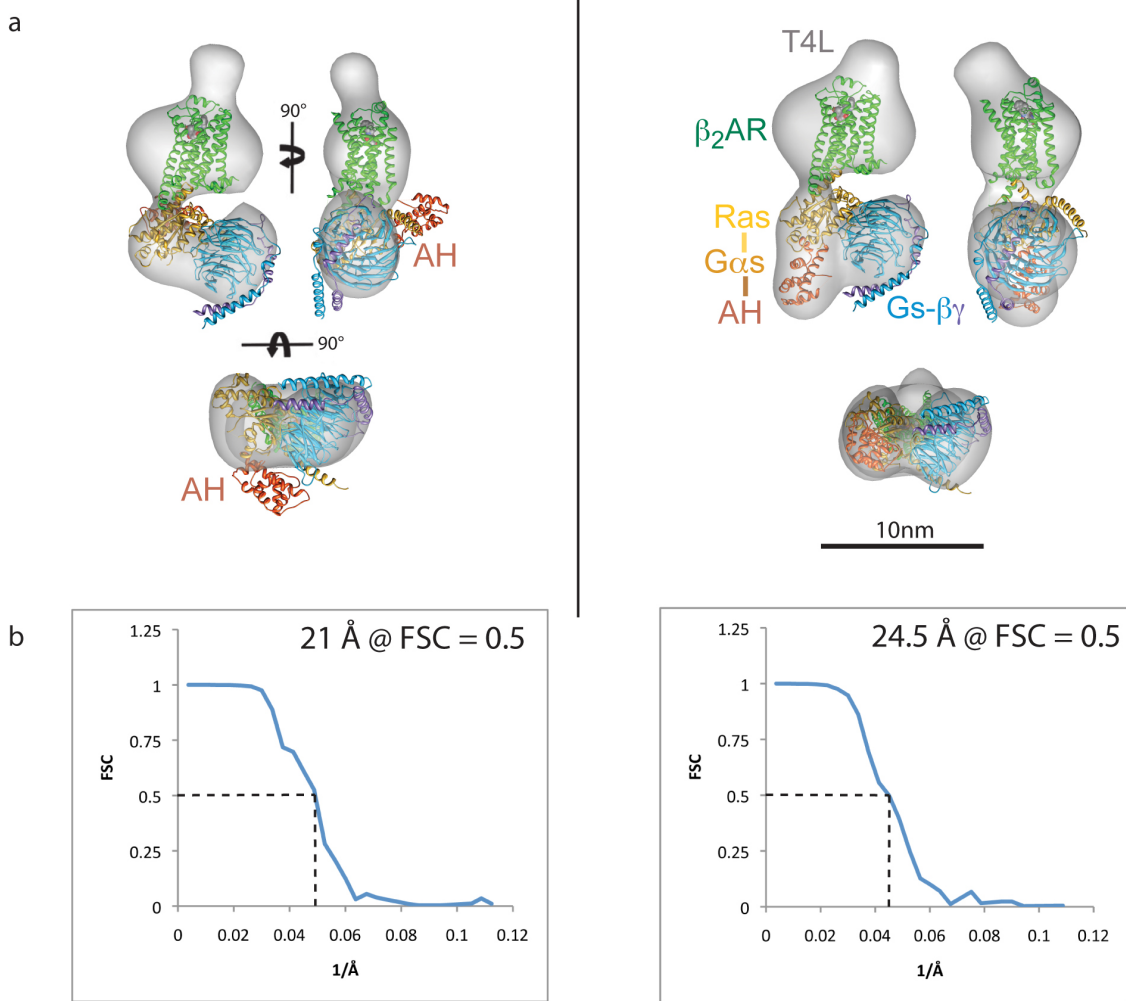 a
90°
AH
90°
AH
T4L
β₂AR
Ras
Gαs
AH
Gs-βγ
10nm
b
21 Å @ FSC = 0.5
1.25
1
0.75
0.5
0.25
0
FSC
0 0.02 0.04 0.06 0.08 0.1 0.12
1/Å
24.5 Å @ FSC = 0.5
1.25
1
0.75
0.5
0.25
0
FSC
0 0.02 0.04 0.06 0.08 0.1 0.12
1/Å